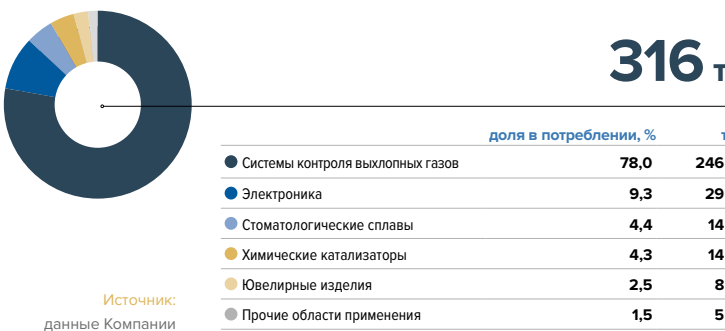 316 т
доля в потреблении, % т
Системы контроля выхлопных газов 78,0 246
Электроника 9,3 29
Стоматологические сплавы 4,4 14
Химические катализаторы 4,3 14
Ювелирные изделия 2,5 8
Прочие области применения 1,5 5
Источник:
данные Компании